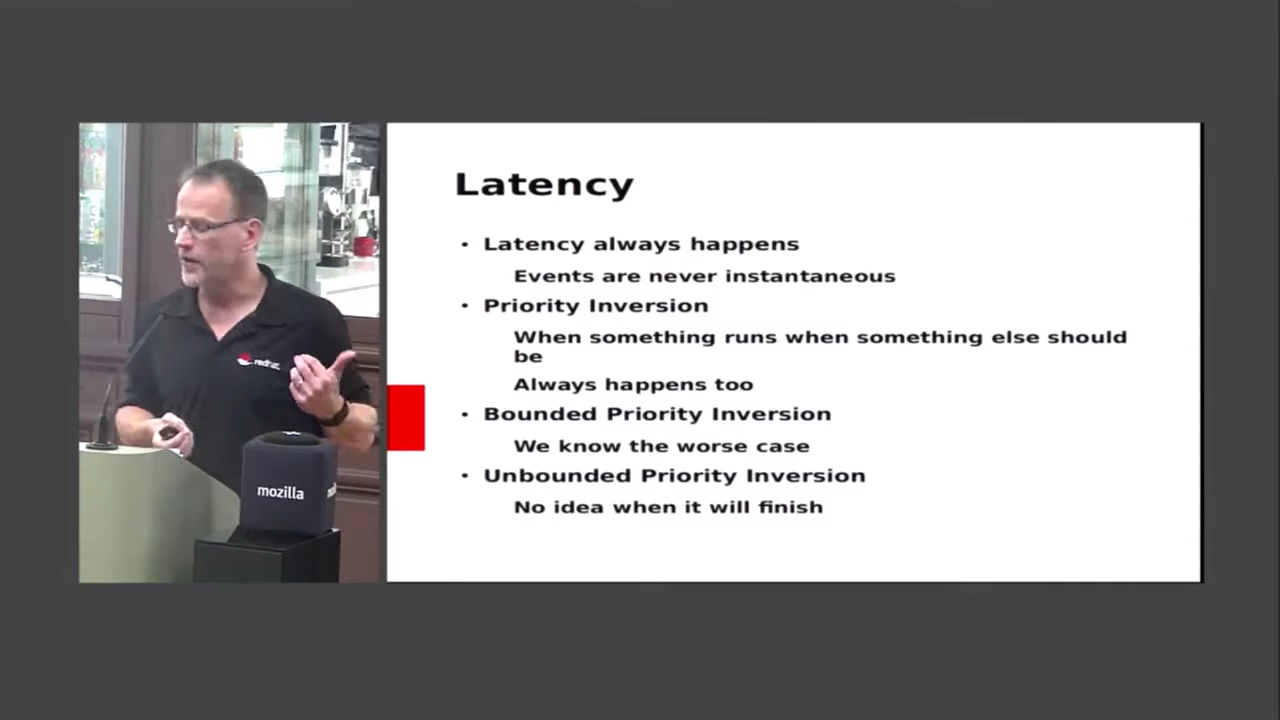 Latency
• Latency always happens
Events are never instantaneous
• Priority Inversion
When something runs when something else should
be
Always happens too
• Bounded Priority Inversion
We know the worse case
• Unbounded Priority Inversion
No idea when it will finish
redhat.
mozilla